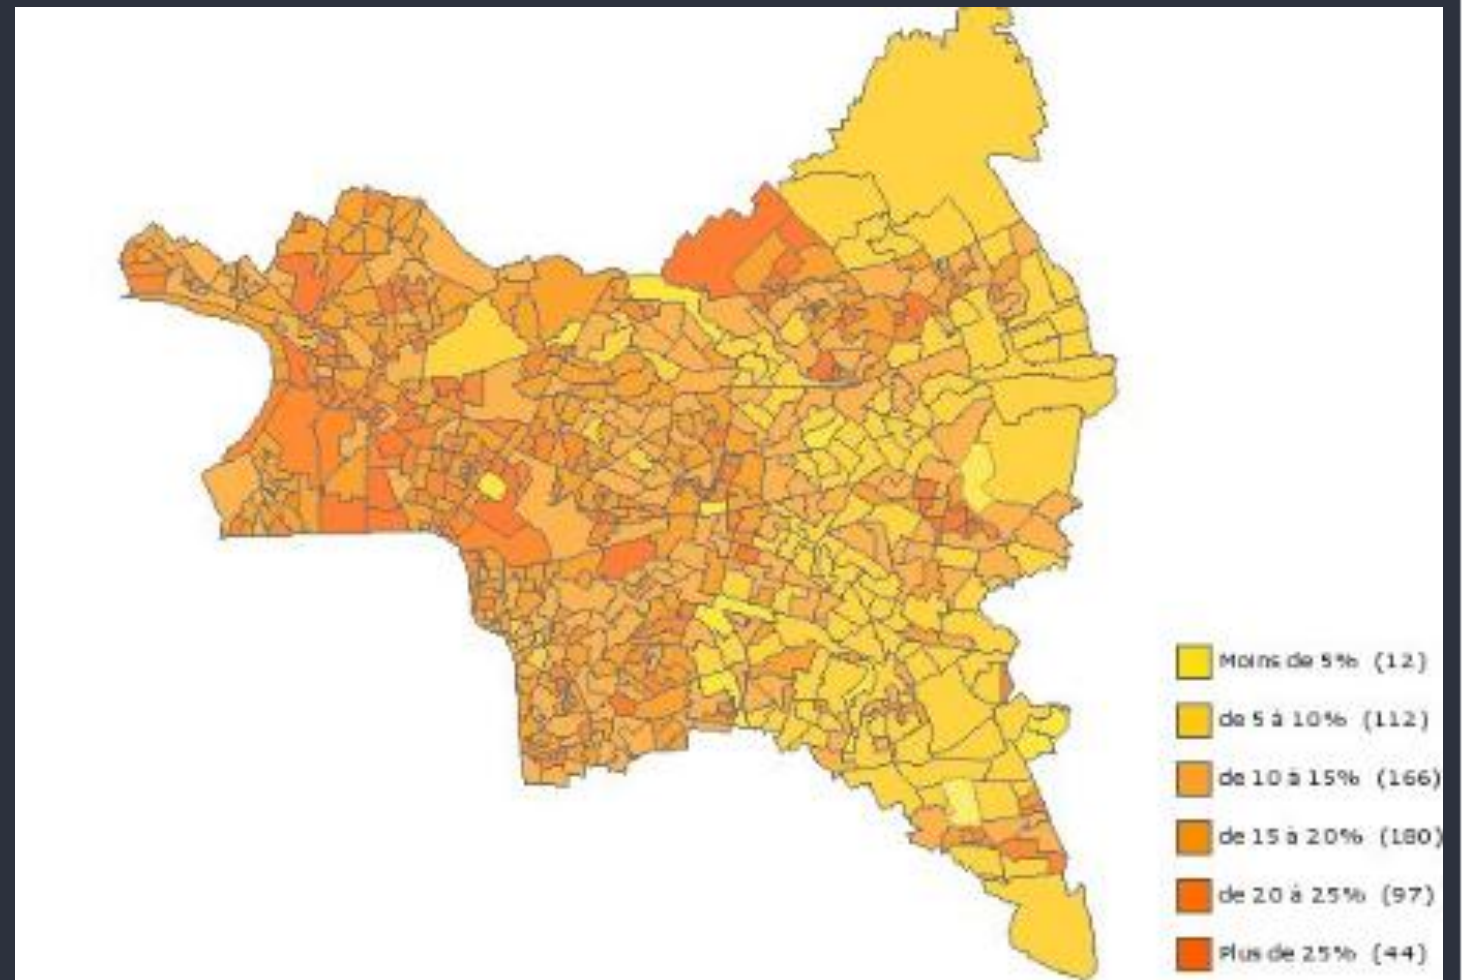 Moins de 5% (12)
de 5 à 10% (112)
de 10 à 15% (166)
de 15 à 20% (180)
de 20 à 25% (97)
Plus de 25% (44)